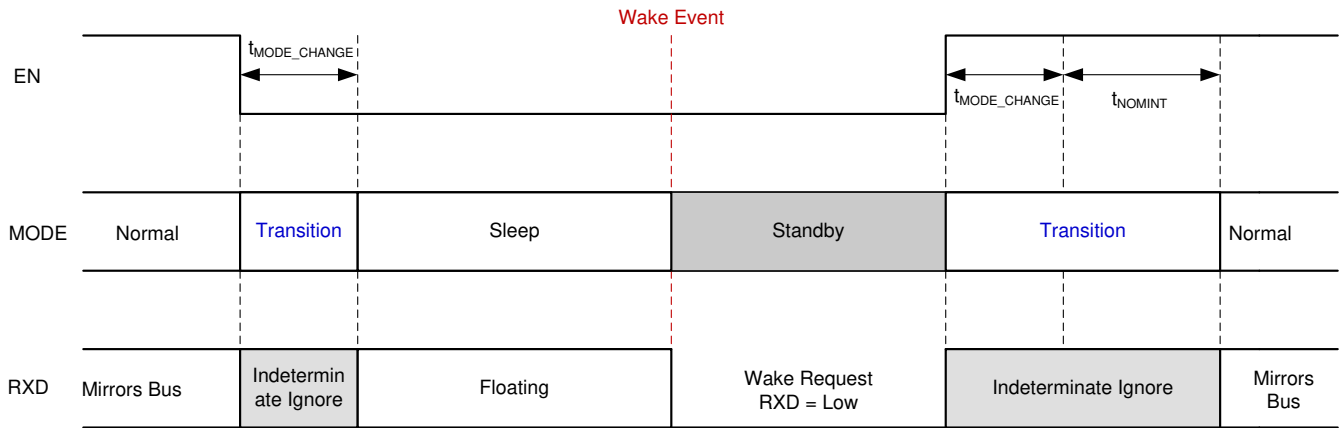 Wake Event
EN
tMODE_CHANGE
tMODE_CHANGE
tNOMINT
MODE
Normal
Transition
Sleep
Standby
Transition
Normal
RXD
Mirrors Bus
Indetermin
ate Ignore
Floating
Wake Request
RXD = Low
Indeterminate Ignore
Mirrors
Bus